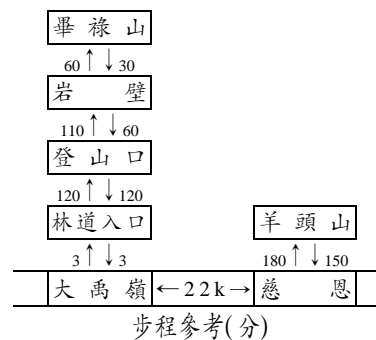 畢祿山
60↑↓30
岩壁
110↑↓60
登山口
120↑↓120
林道入口 羊頭山
3↑↓3 180↑↓150
大禹嶺←22k→慈恩
步程參考(分)